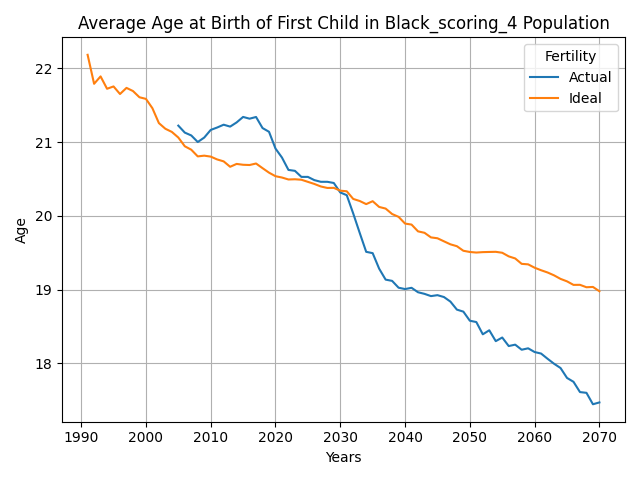 Average Age at Birth of First Child in Black_scoring_4 Population
Fertility
Actual
Ideal
Age
22
21
20
19
18
1990 2000 2010 2020 2030 2040 2050 2060 2070
Years